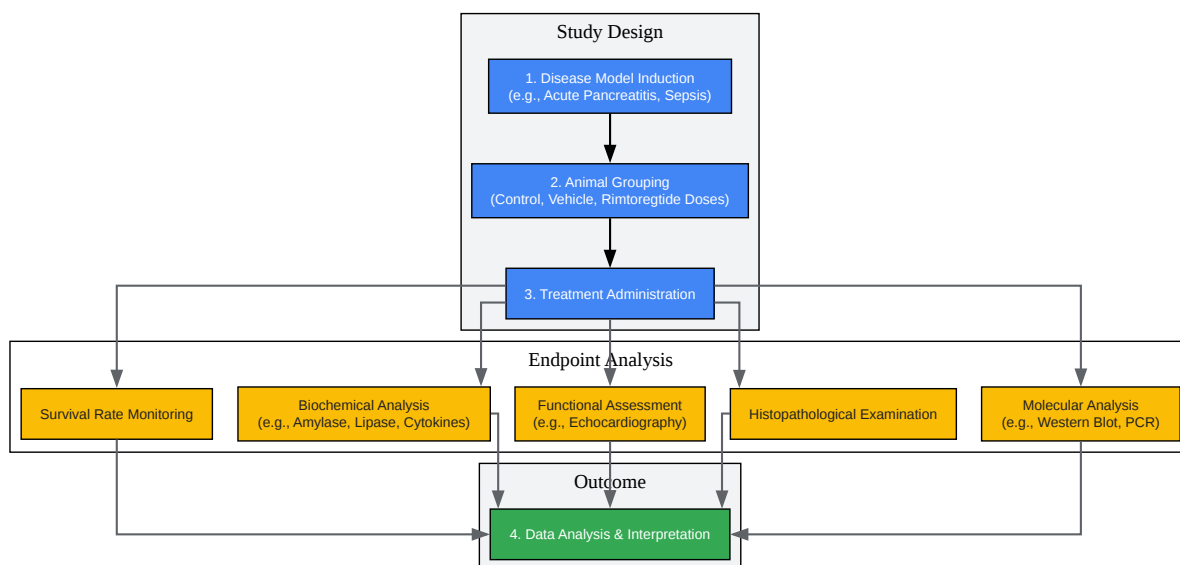 Study Design
1. Disease Model Induction
(e.g., Acute Pancreatitis, Sepsis)
2. Animal Grouping
(Control, Vehicle, Rimtoregtide Doses)
3. Treatment Administration
Endpoint Analysis
Survival Rate Monitoring
Biochemical Analysis
(e.g., Amylase, Lipase, Cytokines)
Functional Assessment
(e.g., Echocardiography)
Histopathological Examination
Molecular Analysis
(e.g., Western Blot, PCR)
Outcome
4. Data Analysis & Interpretation